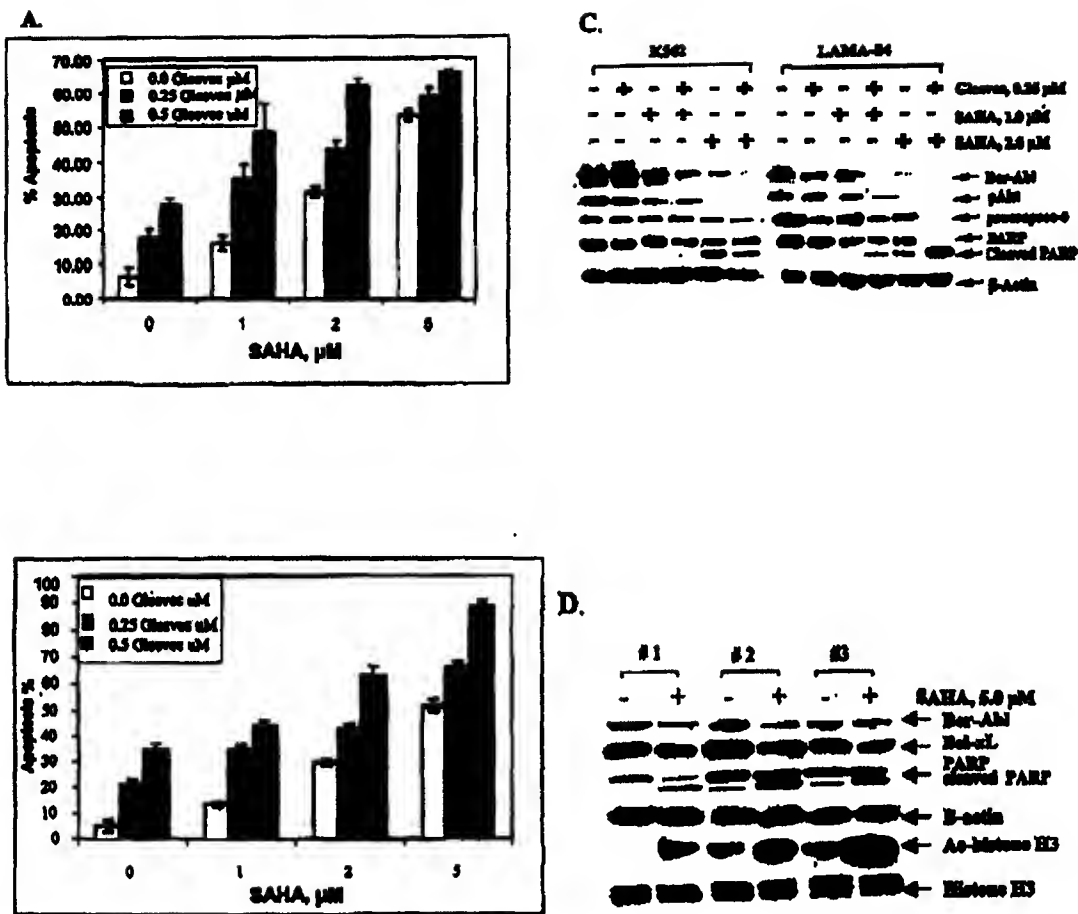 A.
70.00
60.00
50.00
40.00
30.00
20.00
10.00
0.00
% Apoptosis
0.0 Gleevec µM
0.25 Gleevec µM
0.5 Gleevec uM
0 1 2 5
SAHA, µM
C.
K562 LAMA-84
- + - + - + - + - + - + Gleevec, 0.25 µM
- - + + - - - - + + - - SAHA, 1.0 µM
- - - - + + - - - - + + SAHA, 2.0 µM
Bcr-Abl
pAkt
PARP
Cleaved PARP
β-Actin
100
90
80
70
60
50
40
30
20
10
0
Apoptosis %
0.0 Gleevec uM
0.25 Gleevec uM
0.5 Gleevec uM
0 1 2 5
SAHA, µM
D.
#1 #2 #3
- + - + - + SAHA, 5.0 µM
Bcr-Abl
Bcl-xL
PARP
cleaved PARP
B-actin
Ac-histone H3
Histone H3